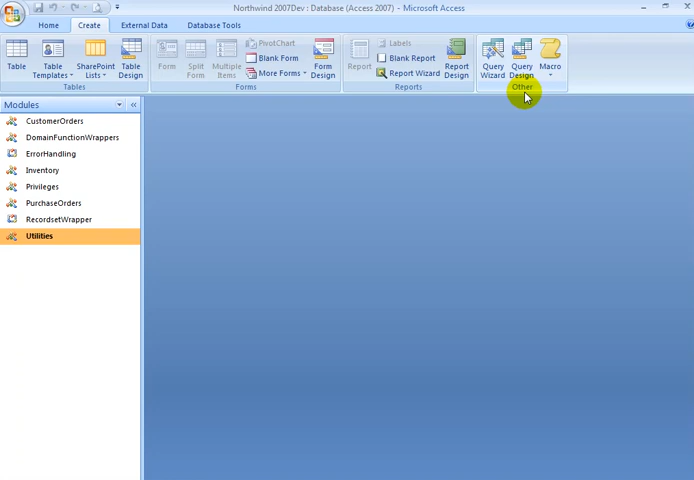 Northwind 2007Dev : Database (Access 2007) - Microsoft Access
Home Create External Data Database Tools
Table
Table Templates
SharePoint Lists
Table Design
Tables
Form
Split Form
Multiple Items
PivotChart
Blank Form
More Forms
Form Design
Forms
Report
Labels
Blank Report
Report Wizard
Report Design
Reports
Query Wizard
Query Design
Macro
Other
Modules
CustomerOrders
DomainFunctionWrappers
ErrorHandling
Inventory
Privileges
PurchaseOrders
RecordsetWrapper
Utilities